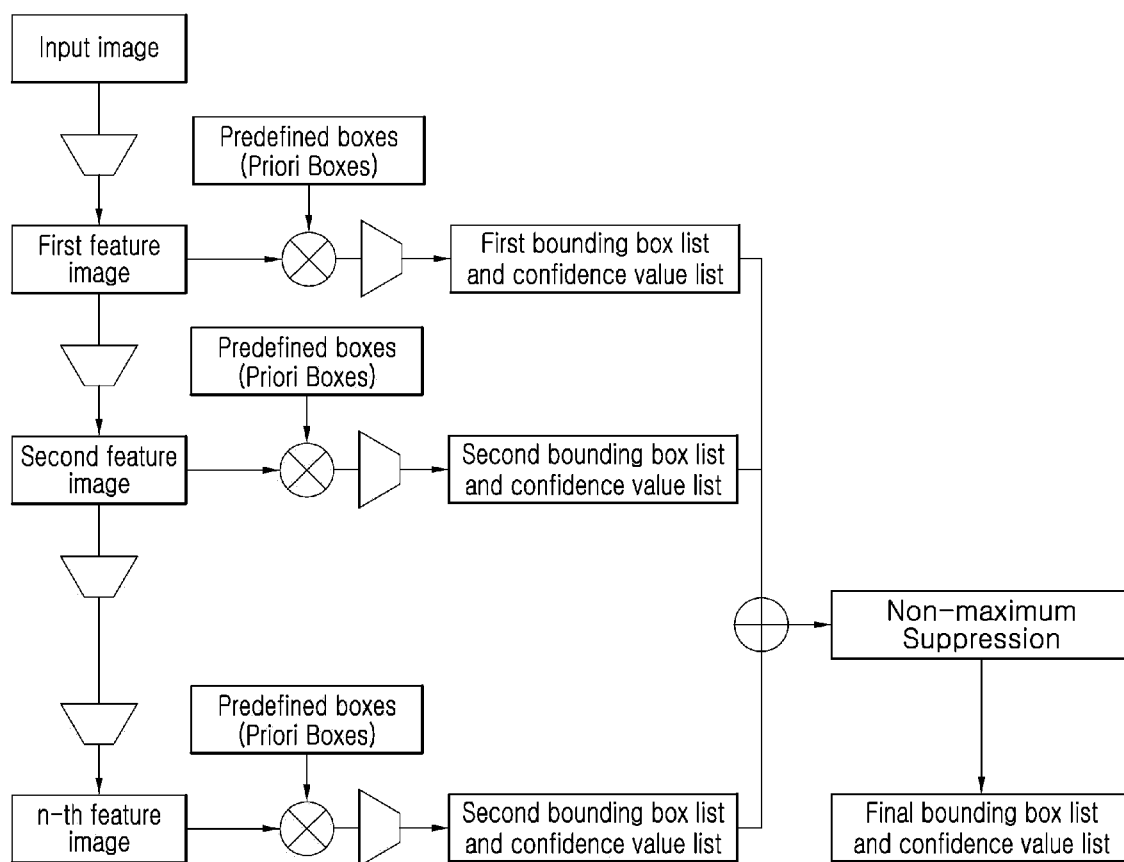 Input image
Predefined boxes
(Priori Boxes)
First feature
image
First bounding box list
and confidence value list
Predefined boxes
(Priori Boxes)
Second feature
image
Second bounding box list
and confidence value list
Non-maximum
Suppression
Predefined boxes
(Priori Boxes)
n-th feature
image
Second bounding box list
and confidence value list
Final bounding box list
and confidence value list